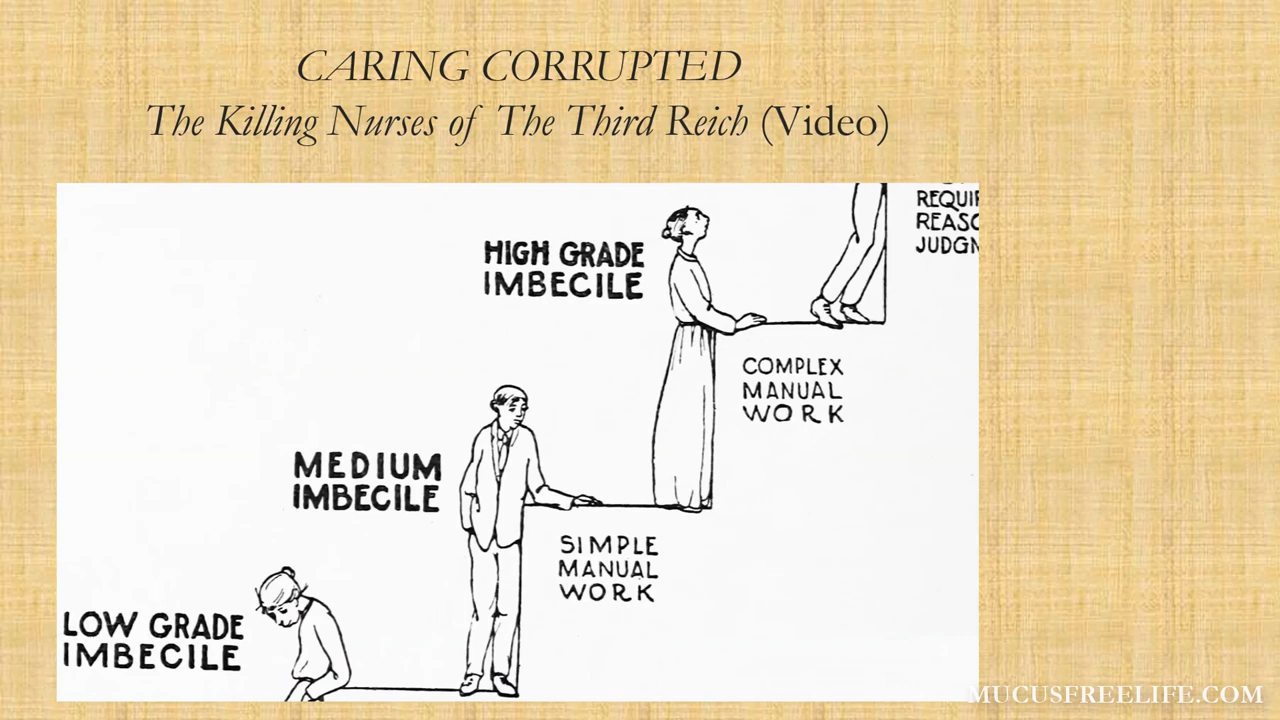 CARING CORRUPTED
The Killing Nurses of The Third Reich (Video)
HIGH GRADE
IMBECILE
COMPLEX
MANUAL
WORK
MEDIUM
IMBECILE
SIMPLE
MANUAL
WORK
LOW GRADE
IMBECILE
MUCUSFREELIFE.COM